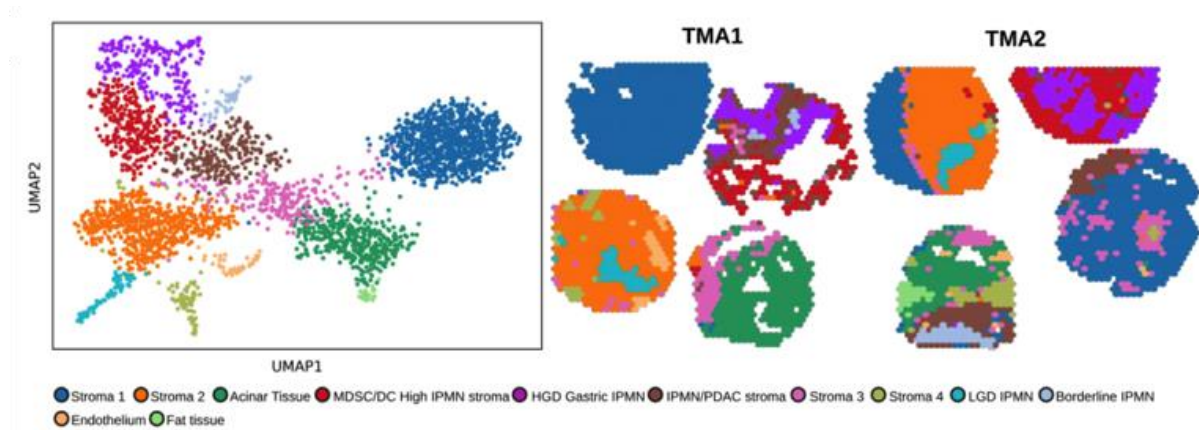 TMA1
TMA2
UMAP2
UMAP1
Stroma 1 Stroma 2 Acinar Tissue MDSC/DC High IPMN stroma HGD Gastric IPMN IPMN/PDAC stroma Stroma 3 Stroma 4 LGD IPMN Borderline IPMN
Endothelium Fat tissue